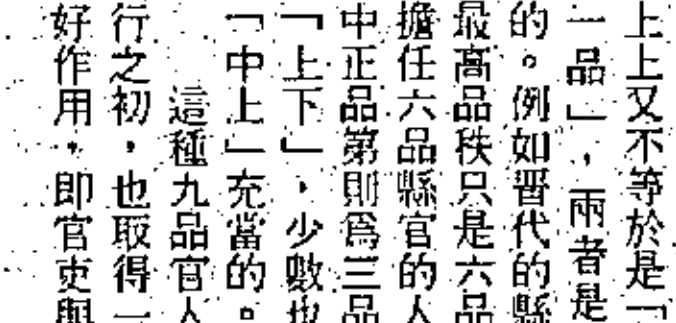 上上又不等於是「
一品」，兩者是
的。例如晉代的縣
最高品秩只是六品
擔任六品縣官的人
中正品第則爲三品
「上下」、少數也
「中上」充當的。
這種九品官人
行之初，也取得一
好作用，即官吏與